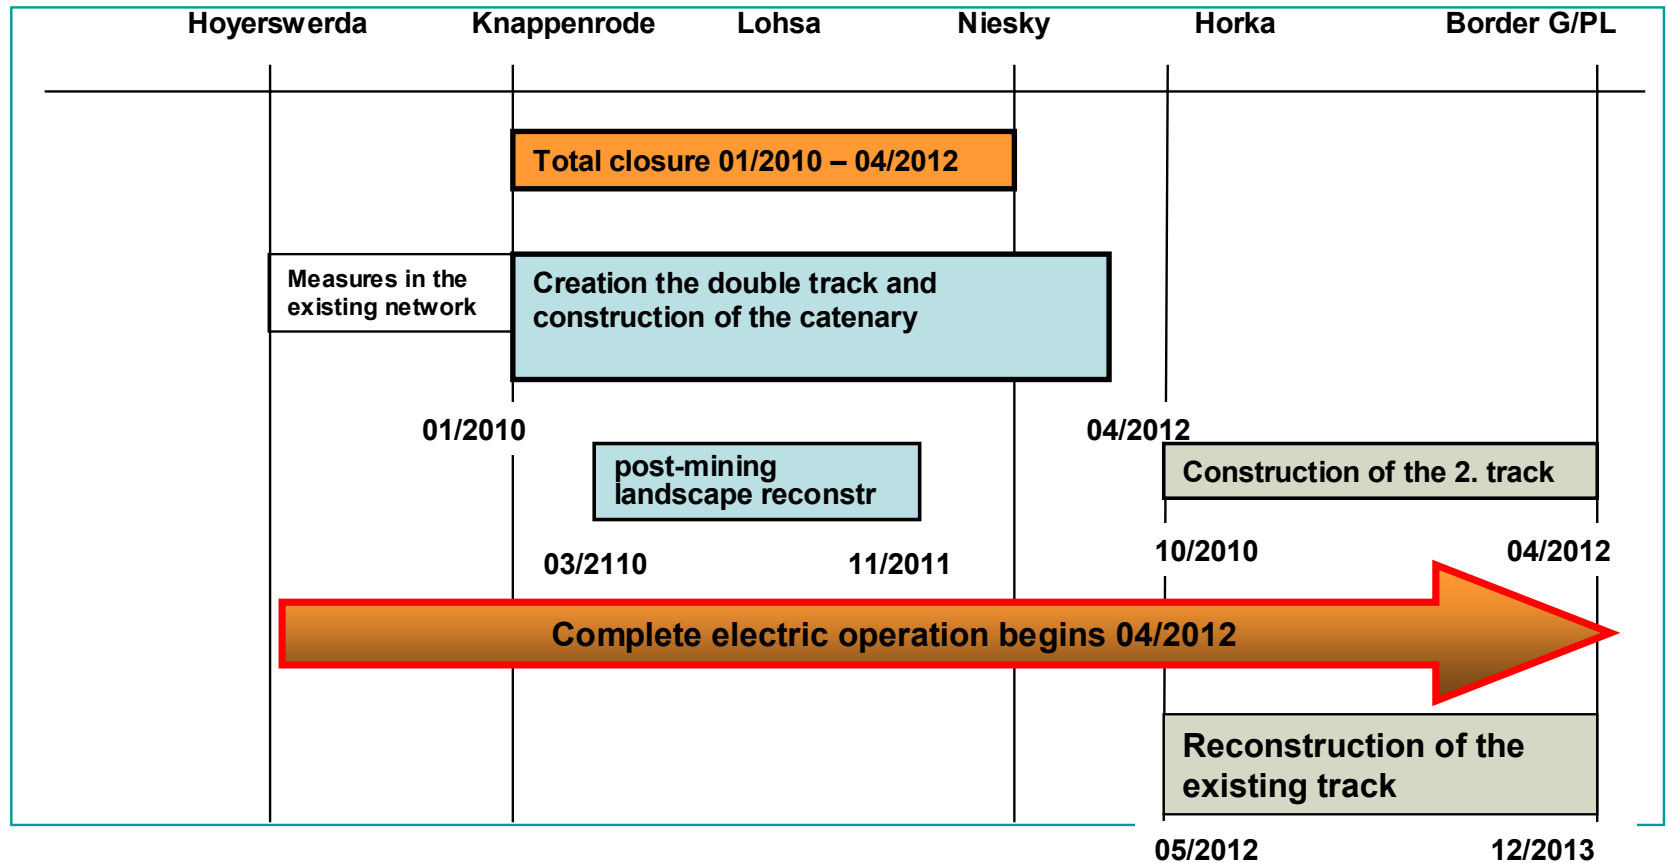 Hoyerswerda Knappenrode Lohsa Niesky Horka Border G/PL
Total closure 01/2010 – 04/2012
Measures in the
existing network
Creation the double track and
construction of the catenary
01/2010
04/2012
post-mining
landscape reconstr
Construction of the 2. track
03/2110
11/2011
10/2010
04/2012
Complete electric operation begins 04/2012
Reconstruction of the
existing track
05/2012
12/2013